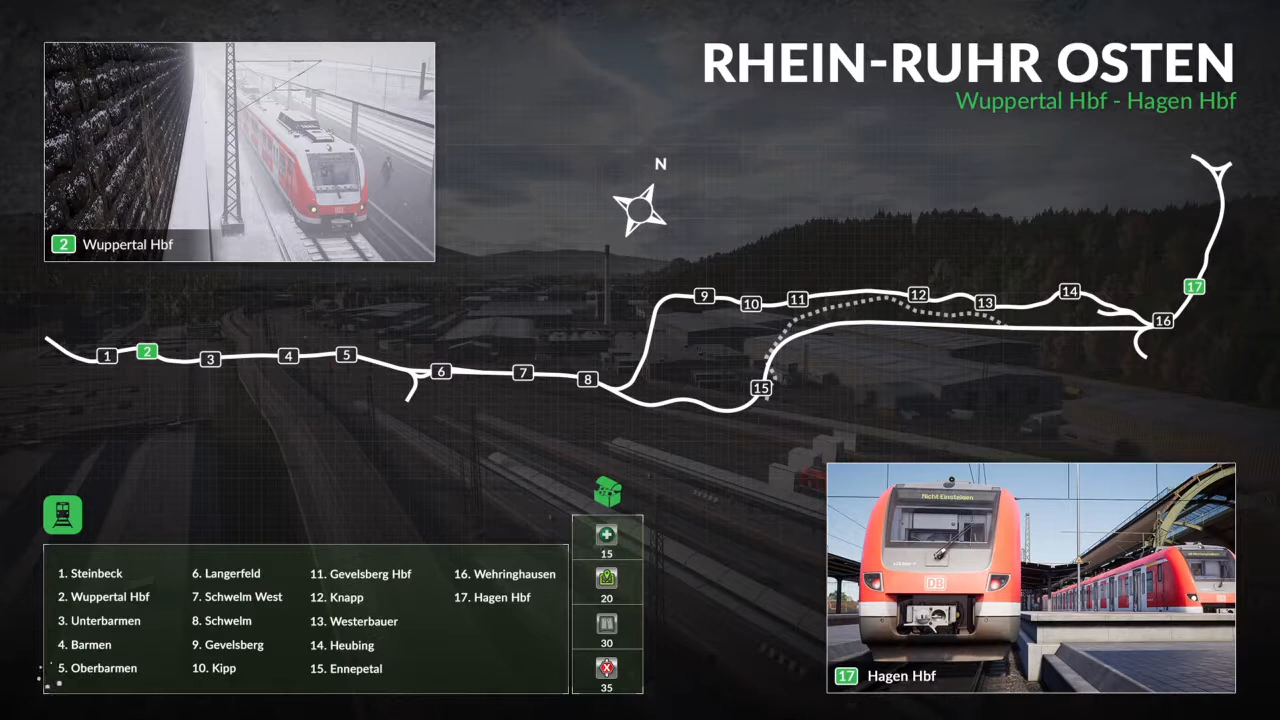 RHEIN-RUHR OSTEN
Wuppertal Hbf - Hagen Hbf
2 Wuppertal Hbf
N
1
2
3
4
5
6
7
8
9
10
11
12
13
14
15
16
17
1. Steinbeck
2. Wuppertal Hbf
3. Unterbarmen
4. Barmen
5. Oberbarmen
6. Langerfeld
7. Schwelm West
8. Schwelm
9. Gevelsberg
10. Kipp
11. Gevelsberg Hbf
12. Knapp
13. Westerbauer
14. Heubing
15. Ennepetal
16. Wehringhausen
17. Hagen Hbf
15
20
30
35
Nicht Einsteigen
DB
17 Hagen Hbf